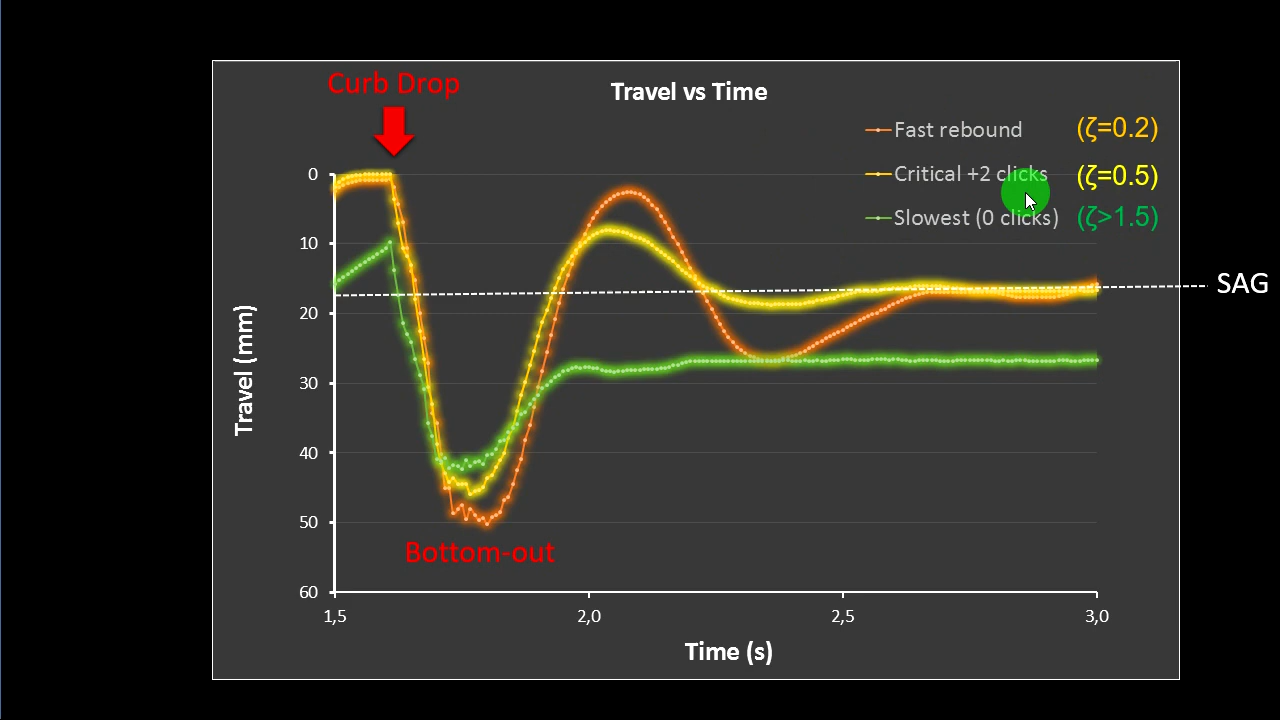 Curb Drop
Travel vs Time
Fast rebound (ζ=0.2)
Critical +2 clicks (ζ=0.5)
Slowest (0 clicks) (ζ>1.5)
0
10
20
30
40
50
60
Travel (mm)
SAG
Bottom-out
1,5 2,0 2,5 3,0
Time (s)